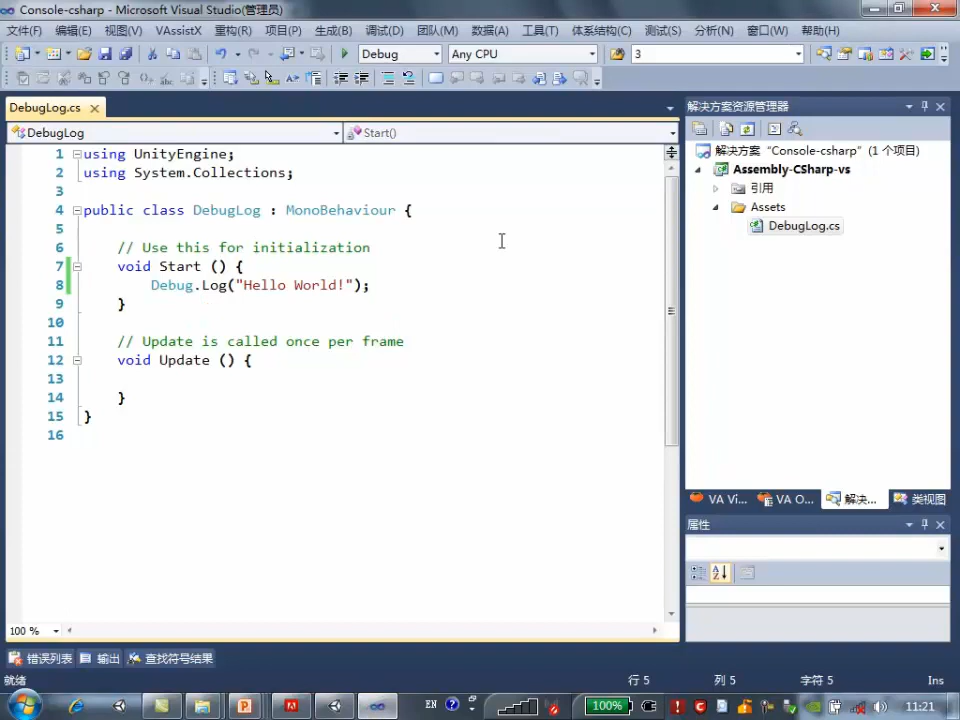 Console-csharp - Microsoft Visual Studio(管理员)
文件(F) 编辑(E) 视图(V) VAssistX 重构(R) 项目(P) 生成(B) 调试(D) 团队(M) 数据(A) 工具(T) 体系结构(C) 测试(S) 分析(N) 窗口(W) 帮助(H)
Debug Any CPU 3
DebugLog.cs
DebugLog Start()
1 using UnityEngine;
2 using System.Collections;
3
4 public class DebugLog : MonoBehaviour {
5
6 // Use this for initialization
7 void Start () {
8 Debug.Log("Hello World!");
9 }
10
11 // Update is called once per frame
12 void Update () {
13
14 }
15 }
16
100 %
解决方案资源管理器
解决方案 "Console-csharp" (1 个项目)
Assembly-CSharp-vs
引用
Assets
DebugLog.cs
VA Vi... VA O... 解决... 类视图
属性
错误列表 输出 查找符号结果
就绪 行 5 列 5 字符 5 Ins
EN 100% 11:21